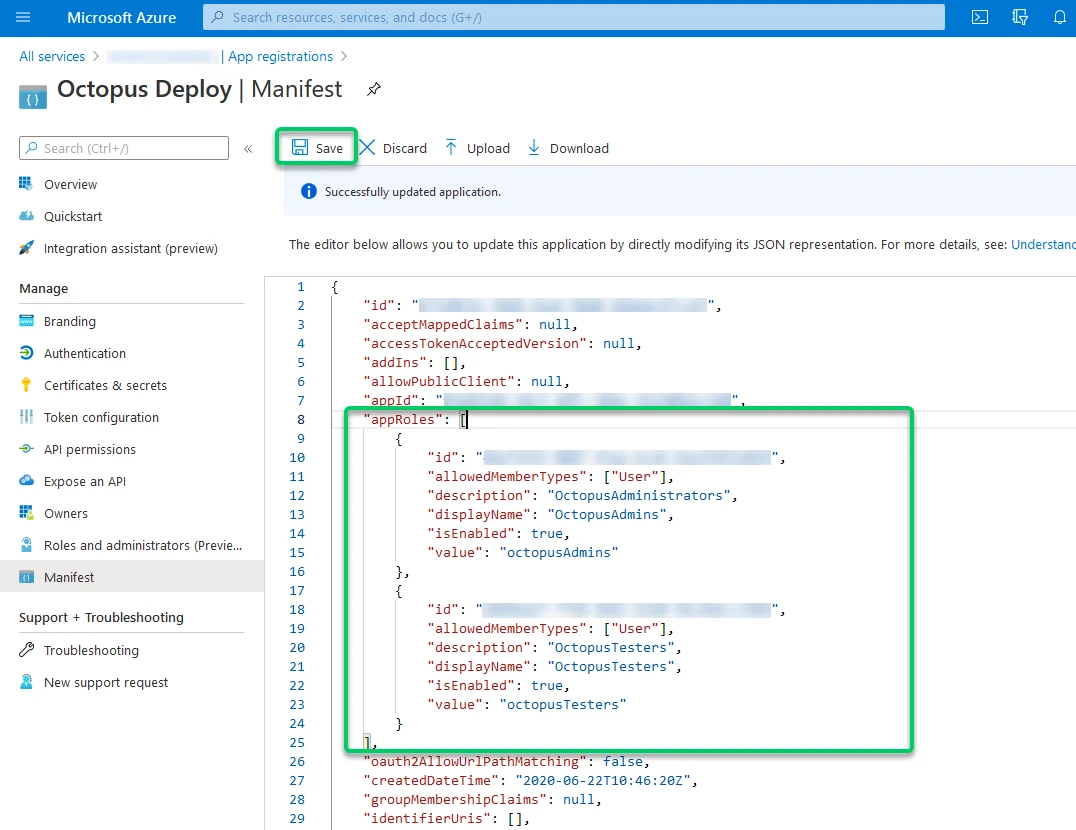 Microsoft Azure
Search resources, services, and docs (G+/)
All services > | App registrations >
Octopus Deploy | Manifest
Search (Ctrl+/)
«
Overview
Quickstart
Integration assistant (preview)
Manage
Branding
Authentication
Certificates & secrets
Token configuration
API permissions
Expose an API
Owners
Roles and administrators (Previe...
Manifest
Support + Troubleshooting
Troubleshooting
New support request
Save Discard Upload Download
Successfully updated application.
The editor below allows you to update this application by directly modifying its JSON representation. For more details, see: Understanc
1 {
2 "id": "",
3 "acceptMappedClaims": null,
4 "accessTokenAcceptedVersion": null,
5 "addIns": [],
6 "allowPublicClient": null,
7 "appId": "",
8 "appRoles": [
9 {
10 "id": "",
11 "allowedMemberTypes": ["User"],
12 "description": "OctopusAdministrators",
13 "displayName": "OctopusAdmins",
14 "isEnabled": true,
15 "value": "octopusAdmins"
16 },
17 {
18 "id": "",
19 "allowedMemberTypes": ["User"],
20 "description": "OctopusTesters",
21 "displayName": "OctopusTesters",
22 "isEnabled": true,
23 "value": "octopusTesters"
24 }
25 ],
26 "oauth2AllowUrlPathMatching": false,
27 "createdDateTime": "2020-06-22T10:46:20Z",
28 "groupMembershipClaims": null,
29 "identifierUris": [],